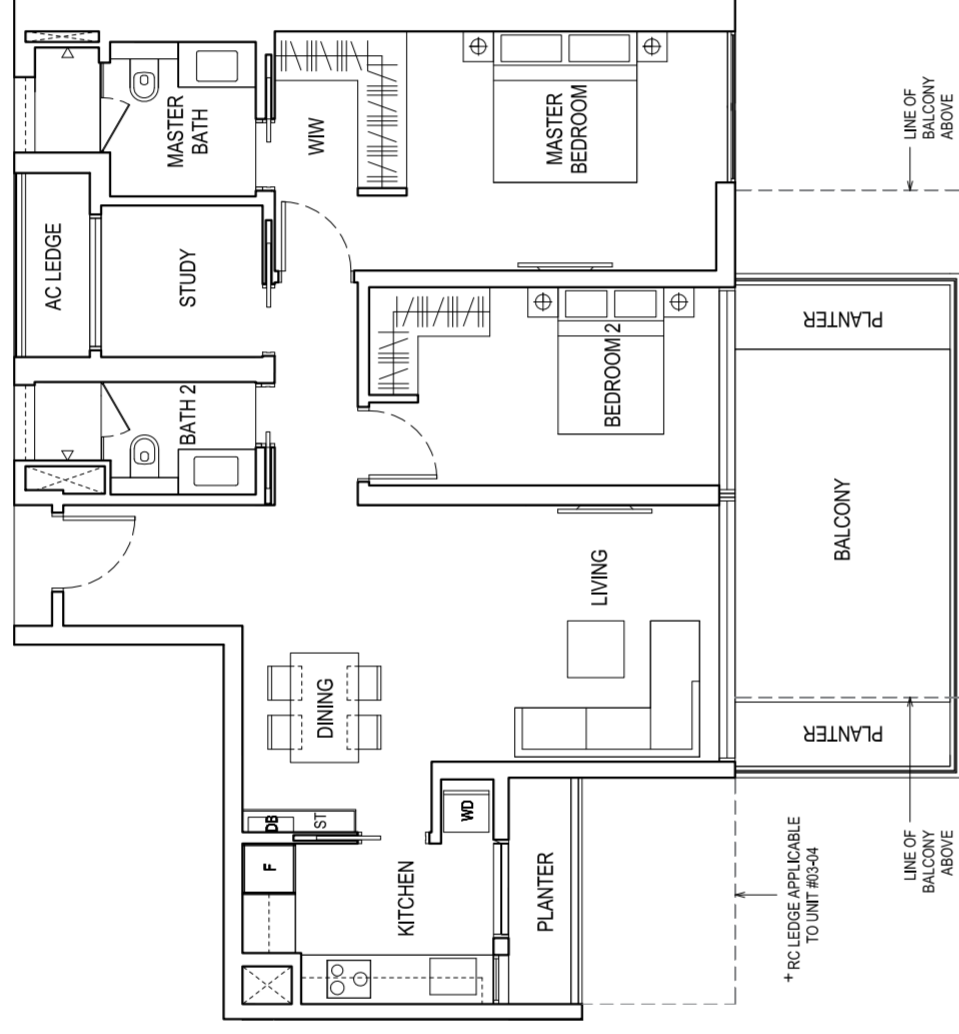 AC LEDGE
MASTER
BATH
STUDY
BATH 2
WIW
MASTER
BEDROOM
BEDROOM 2
LINE OF
BALCONY
ABOVE
PLANTER
BALCONY
PLANTER
LIVING
DINING
DB
ST
F
WD
KITCHEN
PLANTER
+ RC LEDGE APPLICABLE
TO UNIT #03-04
LINE OF
BALCONY
ABOVE